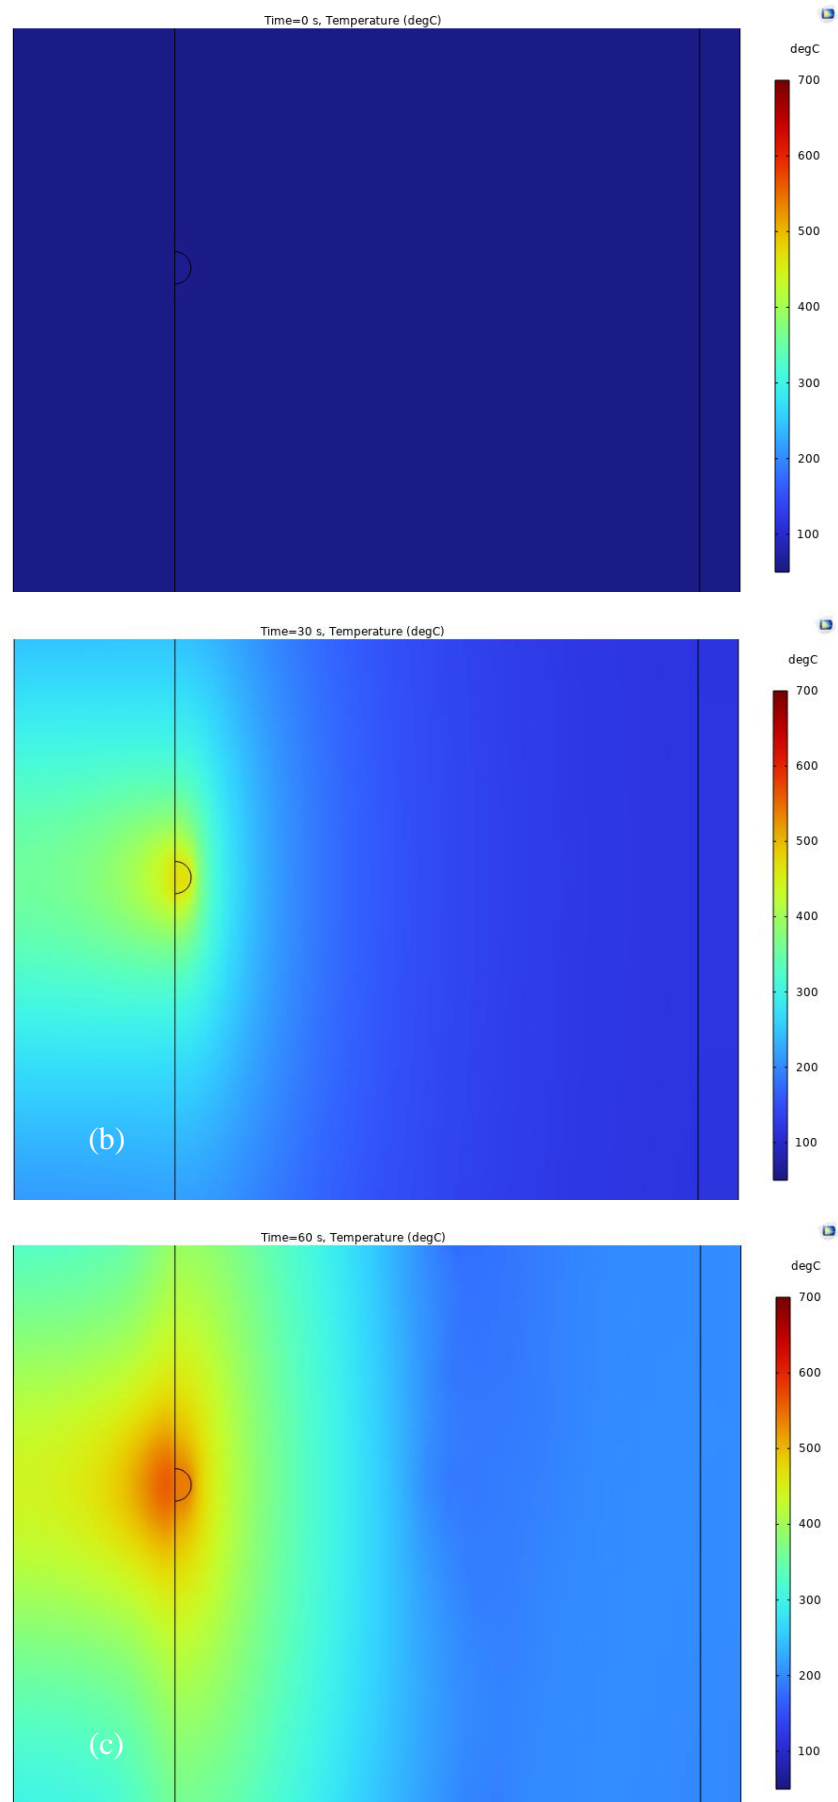 Time=0 s, Temperature (degC)
degC
700
600
500
400
300
200
100
Time=30 s, Temperature (degC)
degC
700
600
500
400
300
200
100
(b)
Time=60 s, Temperature (degC)
degC
700
600
500
400
300
200
100
(c)